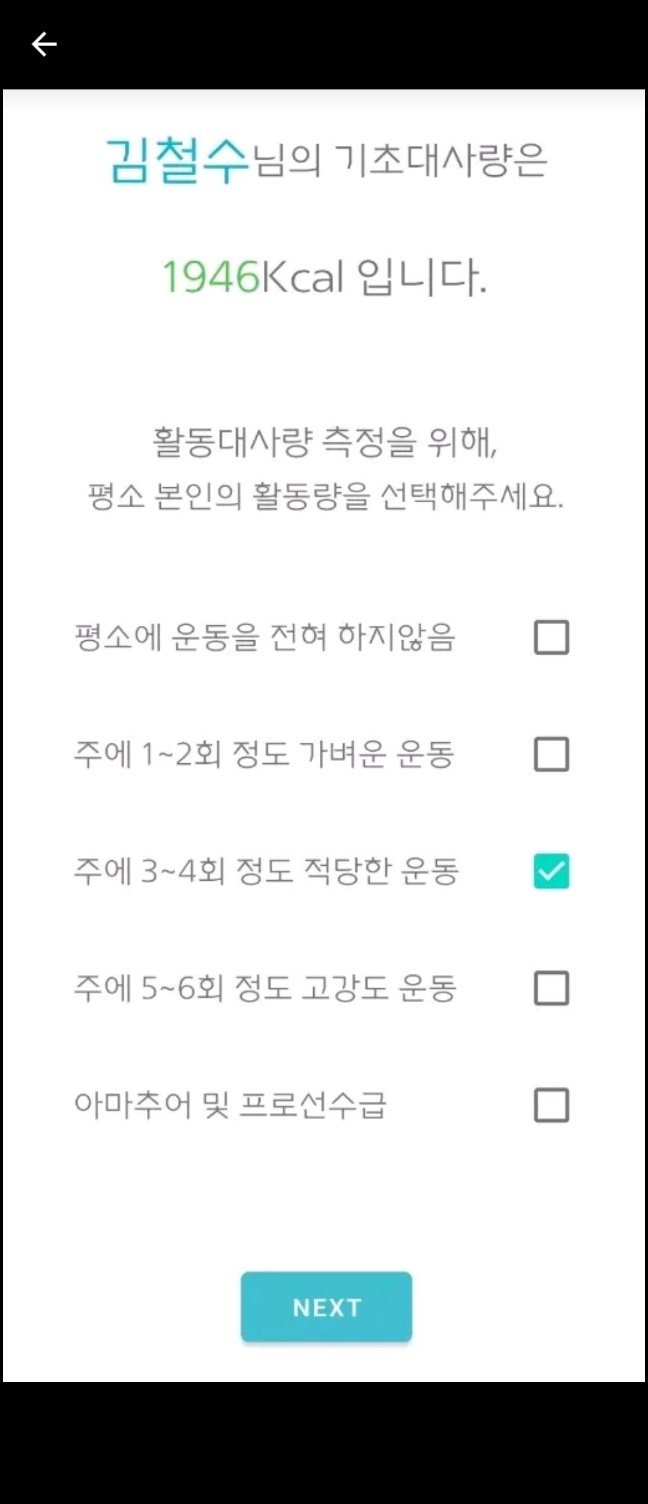 김철수님의 기초대사량은
1946Kcal 입니다.
활동대사량 측정을 위해,
평소 본인의 활동량을 선택해주세요.
평소에 운동을 전혀 하지않음
주에 1~2회 정도 가벼운 운동
주에 3~4회 정도 적당한 운동
주에 5~6회 정도 고강도 운동
아마추어 및 프로선수급
NEXT